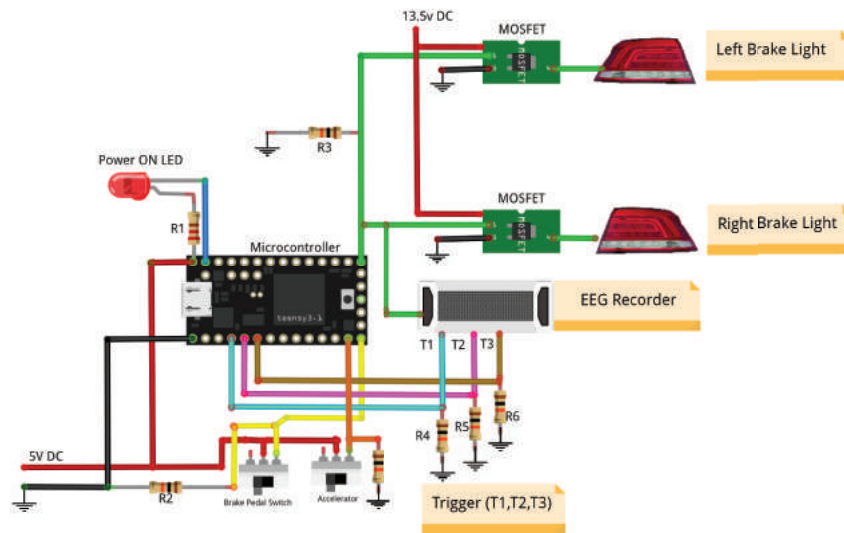 13.5v DC
MOSFET
MOSFET
Left Brake Light
R3
Power ON LED
MOSFET
MOSFET
Right Brake Light
R1
Microcontroller
teensy3.1
EEG Recorder
T1
T2
T3
R4
R5
R6
5V DC
R2
Brake Pedal Switch
Accelerator
Trigger (T1,T2,T3)